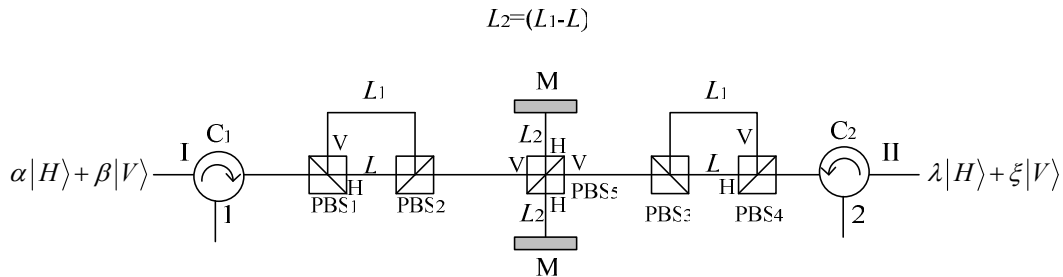 L2=(L1-L)
M
L1
L1
C1
C2
I
V
L2
H
V
II
α|H⟩+β|V⟩
L
V
V
L
λ|H⟩+ξ|V⟩
H
H
1
PBS1
PBS2
L2
H
PBS5
PBS3
PBS4
2
M